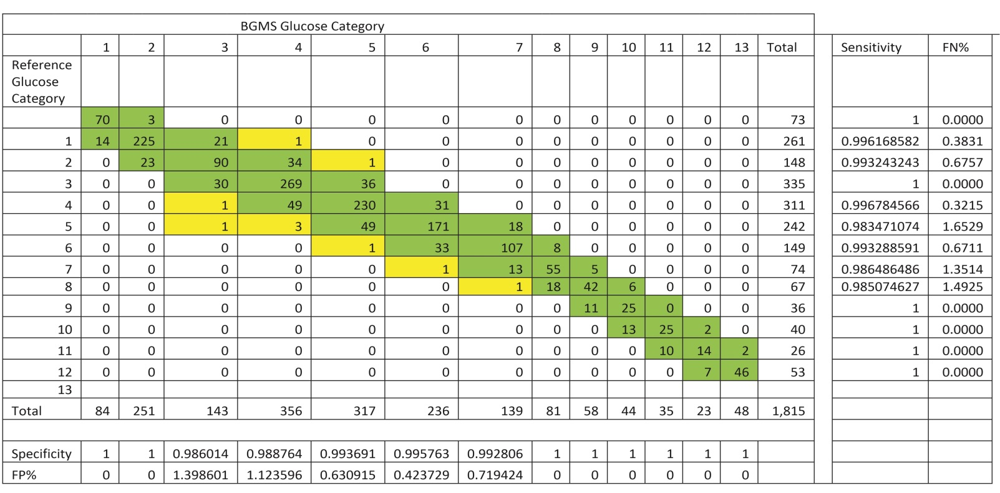 BGMS Glucose Category
1 2 3 4 5 6 7 8 9 10 11 12 13 Total Sensitivity FN%
Reference
Glucose
Category
70 3 0 0 0 0 0 0 0 0 0 0 0 73 1 0.0000
1 14 225 21 1 0 0 0 0 0 0 0 0 0 261 0.996168582 0.3831
2 0 23 90 34 1 0 0 0 0 0 0 0 0 148 0.993243243 0.6757
3 0 0 30 269 36 0 0 0 0 0 0 0 0 335 1 0.0000
4 0 0 1 49 230 31 0 0 0 0 0 0 0 311 0.996784566 0.3215
5 0 0 1 3 49 171 18 0 0 0 0 0 0 242 0.983471074 1.6529
6 0 0 0 0 1 33 107 8 0 0 0 0 0 149 0.993288591 0.6711
7 0 0 0 0 0 1 13 55 5 0 0 0 0 74 0.986486486 1.3514
8 0 0 0 0 0 0 1 18 42 6 0 0 0 67 0.985074627 1.4925
9 0 0 0 0 0 0 0 0 11 25 0 0 0 36 1 0.0000
10 0 0 0 0 0 0 0 0 0 13 25 2 0 40 1 0.0000
11 0 0 0 0 0 0 0 0 0 0 10 14 2 26 1 0.0000
12 0 0 0 0 0 0 0 0 0 0 0 7 46 53 1 0.0000
13
Total 84 251 143 356 317 236 139 81 58 44 35 23 48 1,815
Specificity 1 1 0.986014 0.988764 0.993691 0.995763 0.992806 1 1 1 1 1 1
FP% 0 0 1.398601 1.123596 0.630915 0.423729 0.719424 0 0 0 0 0 0